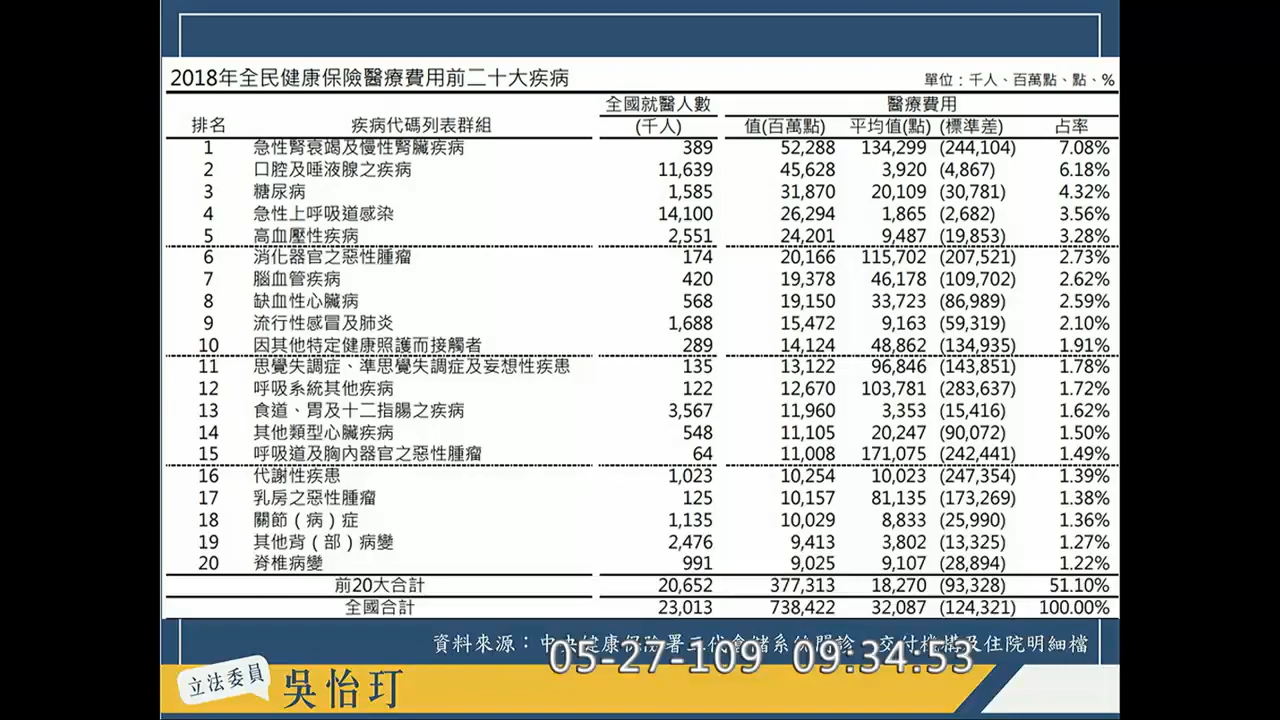 2018年全民健康保險醫療費用前二十大疾病 單位：千人、百萬點、點、%
全國就醫人數 醫療費用
排名 疾病代碼列表群組 (千人) 值(百萬點) 平均值(點) (標準差) 占率
1 急性腎衰竭及慢性腎臟疾病 389 52,288 134,299 (244,104) 7.08%
2 口腔及唾液腺之疾病 11,639 45,628 3,920 (4,867) 6.18%
3 糖尿病 1,585 31,870 20,109 (30,781) 4.32%
4 急性上呼吸道感染 14,100 26,294 1,865 (2,682) 3.56%
5 高血壓性疾病 2,551 24,201 9,487 (19,853) 3.28%
6 消化器官之惡性腫瘤 174 20,166 115,702 (207,521) 2.73%
7 腦血管疾病 420 19,378 46,178 (109,702) 2.62%
8 缺血性心臟病 568 19,150 33,723 (86,989) 2.59%
9 流行性感冒及肺炎 1,688 15,472 9,163 (59,319) 2.10%
10 因其他特定健康照護而接觸者 289 14,124 48,862 (134,935) 1.91%
11 思覺失調症、準思覺失調症及妄想性疾患 135 13,122 96,846 (143,851) 1.78%
12 呼吸系統其他疾病 122 12,670 103,781 (283,637) 1.72%
13 食道、胃及十二指腸之疾病 3,567 11,960 3,353 (15,416) 1.62%
14 其他類型心臟疾病 548 11,105 20,247 (90,072) 1.50%
15 呼吸道及胸內器官之惡性腫瘤 64 11,008 171,075 (242,441) 1.49%
16 代謝性疾患 1,023 10,254 10,023 (247,354) 1.39%
17 乳房之惡性腫瘤 125 10,157 81,135 (173,269) 1.38%
18 關節（病）症 1,135 10,029 8,833 (25,990) 1.36%
19 其他背（部）病變 2,476 9,413 3,802 (13,325) 1.27%
20 脊椎病變 991 9,025 9,107 (28,894) 1.22%
前20大合計 20,652 377,313 18,270 (93,328) 51.10%
全國合計 23,013 738,422 32,087 (124,321) 100.00%
資料來源：中央健康保險署二代倉儲系統門診、交付機構及住院明細檔
05-27-109 09:34:53
立法委員 吳怡玎